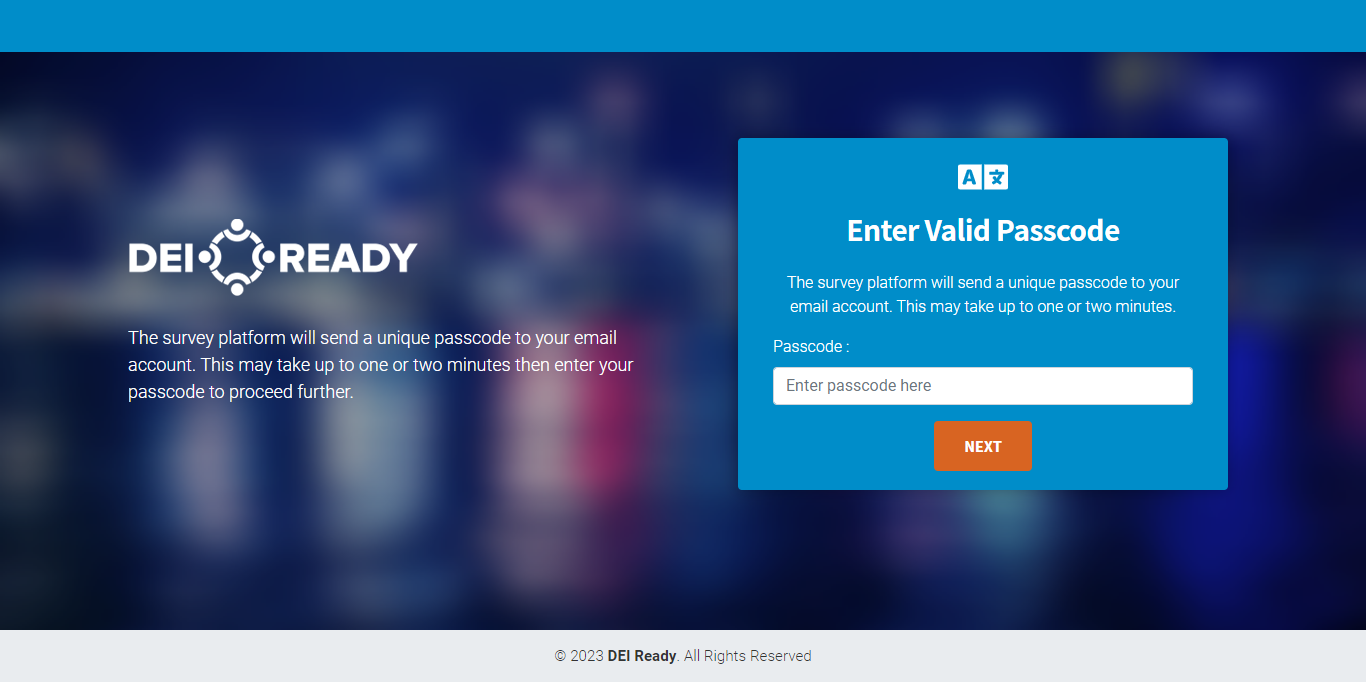 DEI READY
The survey platform will send a unique passcode to your email
account. This may take up to one or two minutes then enter your
passcode to proceed further.
A 文
Enter Valid Passcode
The survey platform will send a unique passcode to your
email account. This may take up to one or two minutes.
Passcode :
Enter passcode here
NEXT
© 2023 DEI Ready. All Rights Reserved